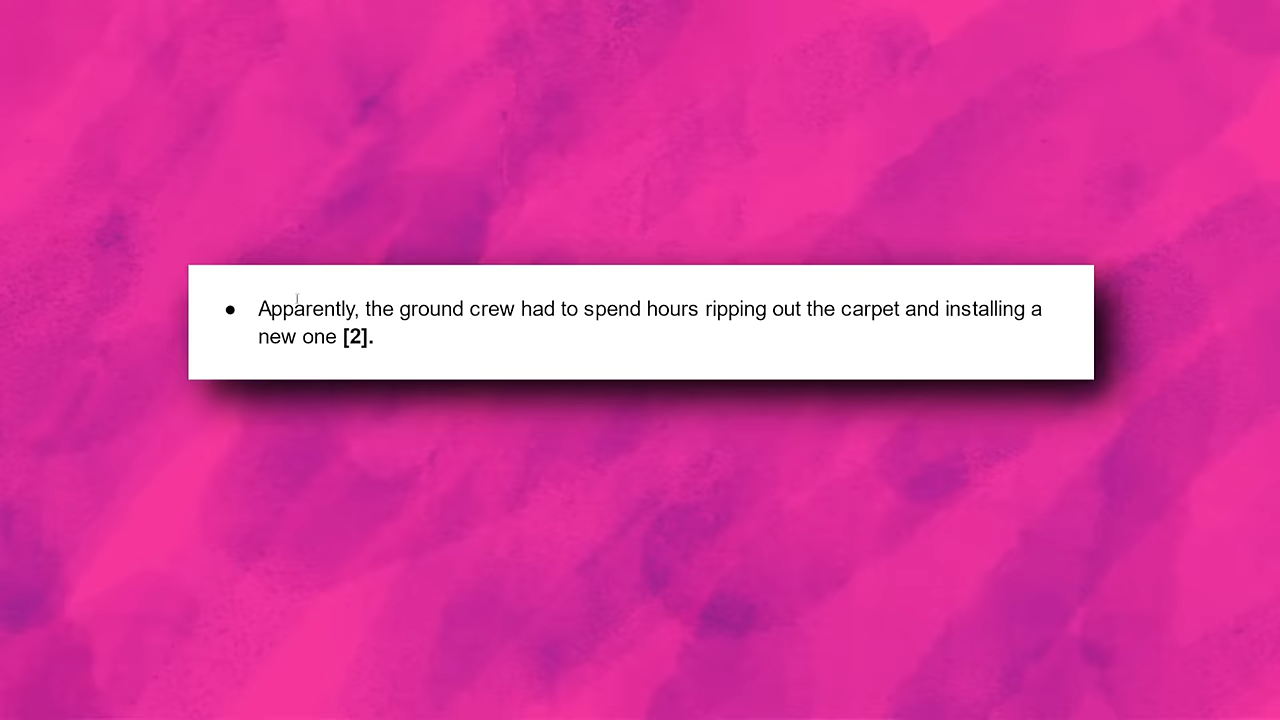 ● Apparently, the ground crew had to spend hours ripping out the carpet and installing a
new one [2].